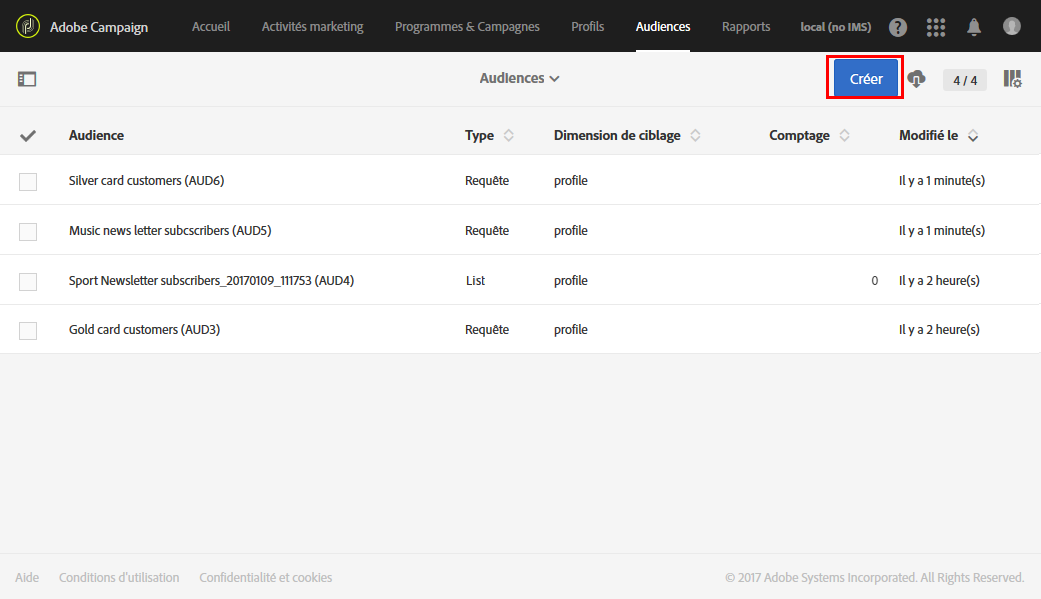 Adobe Campaign Accueil Activités marketing Programmes & Campagnes Profils Audiences Rapports local (no IMS) ?
Audiences Créer 4 / 4
Audience Type Dimension de ciblage Comptage Modifié le
Silver card customers (AUD6) Requête profile Il y a 1 minute(s)
Music news letter subcscribers (AUD5) Requête profile Il y a 1 minute(s)
Sport Newsletter subscribers_20170109_111753 (AUD4) List profile 0 Il y a 2 heure(s)
Gold card customers (AUD3) Requête profile Il y a 2 heure(s)
Aide Conditions d'utilisation Confidentialité et cookies © 2017 Adobe Systems Incorporated. All Rights Reserved.